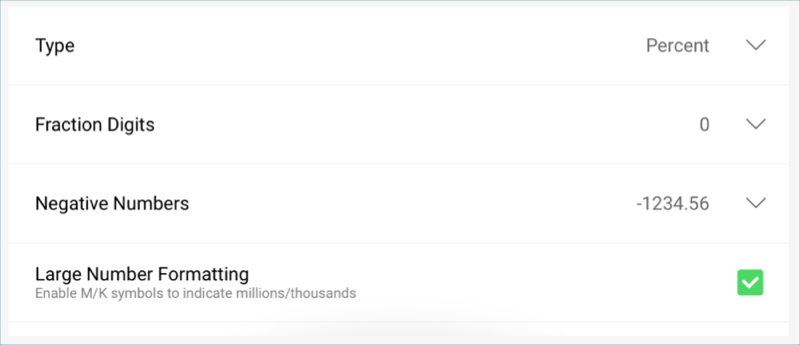 Type
Percent
Fraction Digits
0
Negative Numbers
-1234.56
Large Number Formatting
Enable M/K symbols to indicate millions/thousands